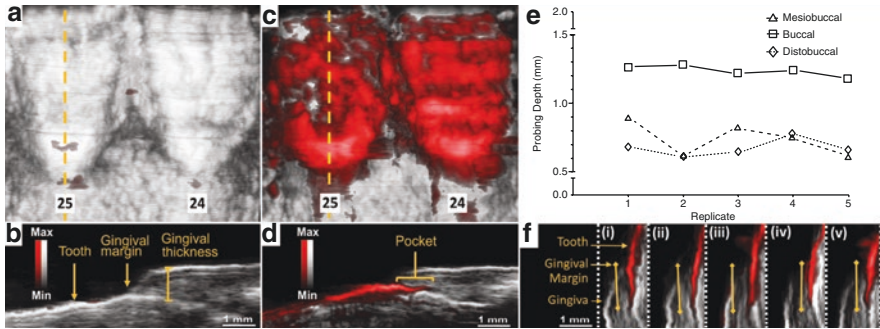 a
25
24
b
Max
Min
Tooth
Gingival
margin
Gingival
thickness
1 mm
c
25
24
d
Max
Min
Pocket
1 mm
e
Probing Depth (mm)
2.0
1.5
1.0
0.5
0.0
1 2 3 4 5
Replicate
Mesiobuccal
Buccal
Distobuccal
f
(i) (ii) (iii) (iv) (v)
Tooth
Gingival
Margin
Gingiva
1 mm